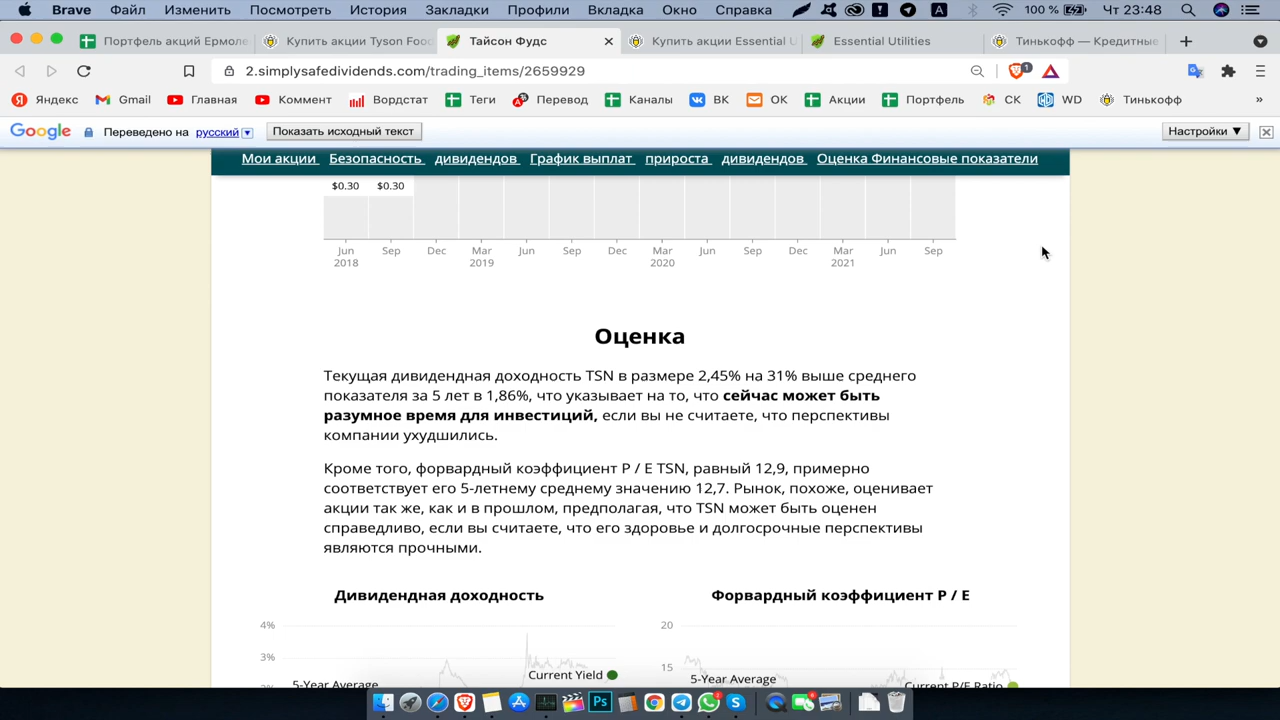 Brave Файл Изменить Посмотреть История Закладки Профили Вкладка Окно Справка A 100 % Чт 23:48
Портфель акций Ермоле Купить акции Tyson Food Тайсон Фудс Купить акции Essential U Essential Utilities Тинькофф — Кредитные
2.simplysafedividends.com/trading_items/2659929 1
Яндекс Gmail Главная Коммент Вордстат Теги Перевод Каналы ВК ОК Акции Портфель СК WD Тинькофф »
Google Переведено на русский Показать исходный текст Настройки ▼
Мои акции Безопасность дивидендов График выплат прироста дивидендов Оценка Финансовые показатели
$0.30 $0.30
Jun Sep Dec Mar Jun Sep Dec Mar Jun Sep Dec Mar Jun Sep
2018 2019 2020 2021
Оценка
Текущая дивидендная доходность TSN в размере 2,45% на 31% выше среднего
показателя за 5 лет в 1,86%, что указывает на то, что сейчас может быть
разумное время для инвестиций, если вы не считаете, что перспективы
компании ухудшились.
Кроме того, форвардный коэффициент P / E TSN, равный 12,9, примерно
соответствует его 5-летнему среднему значению 12,7. Рынок, похоже, оценивает
акции так же, как и в прошлом, предполагая, что TSN может быть оценен
справедливо, если вы считаете, что его здоровье и долгосрочные перспективы
являются прочными.
Дивидендная доходность Форвардный коэффициент P / E
4% 20
3% 15
Current Yield 5-Year Average
5-Year Average Current P/E Ratio
Ps